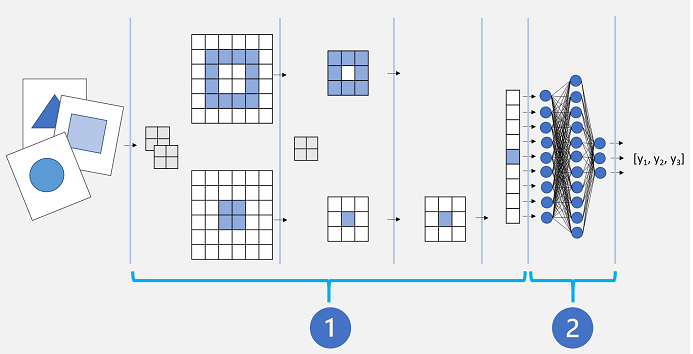 [y₁, y₂, y₃]
1
2